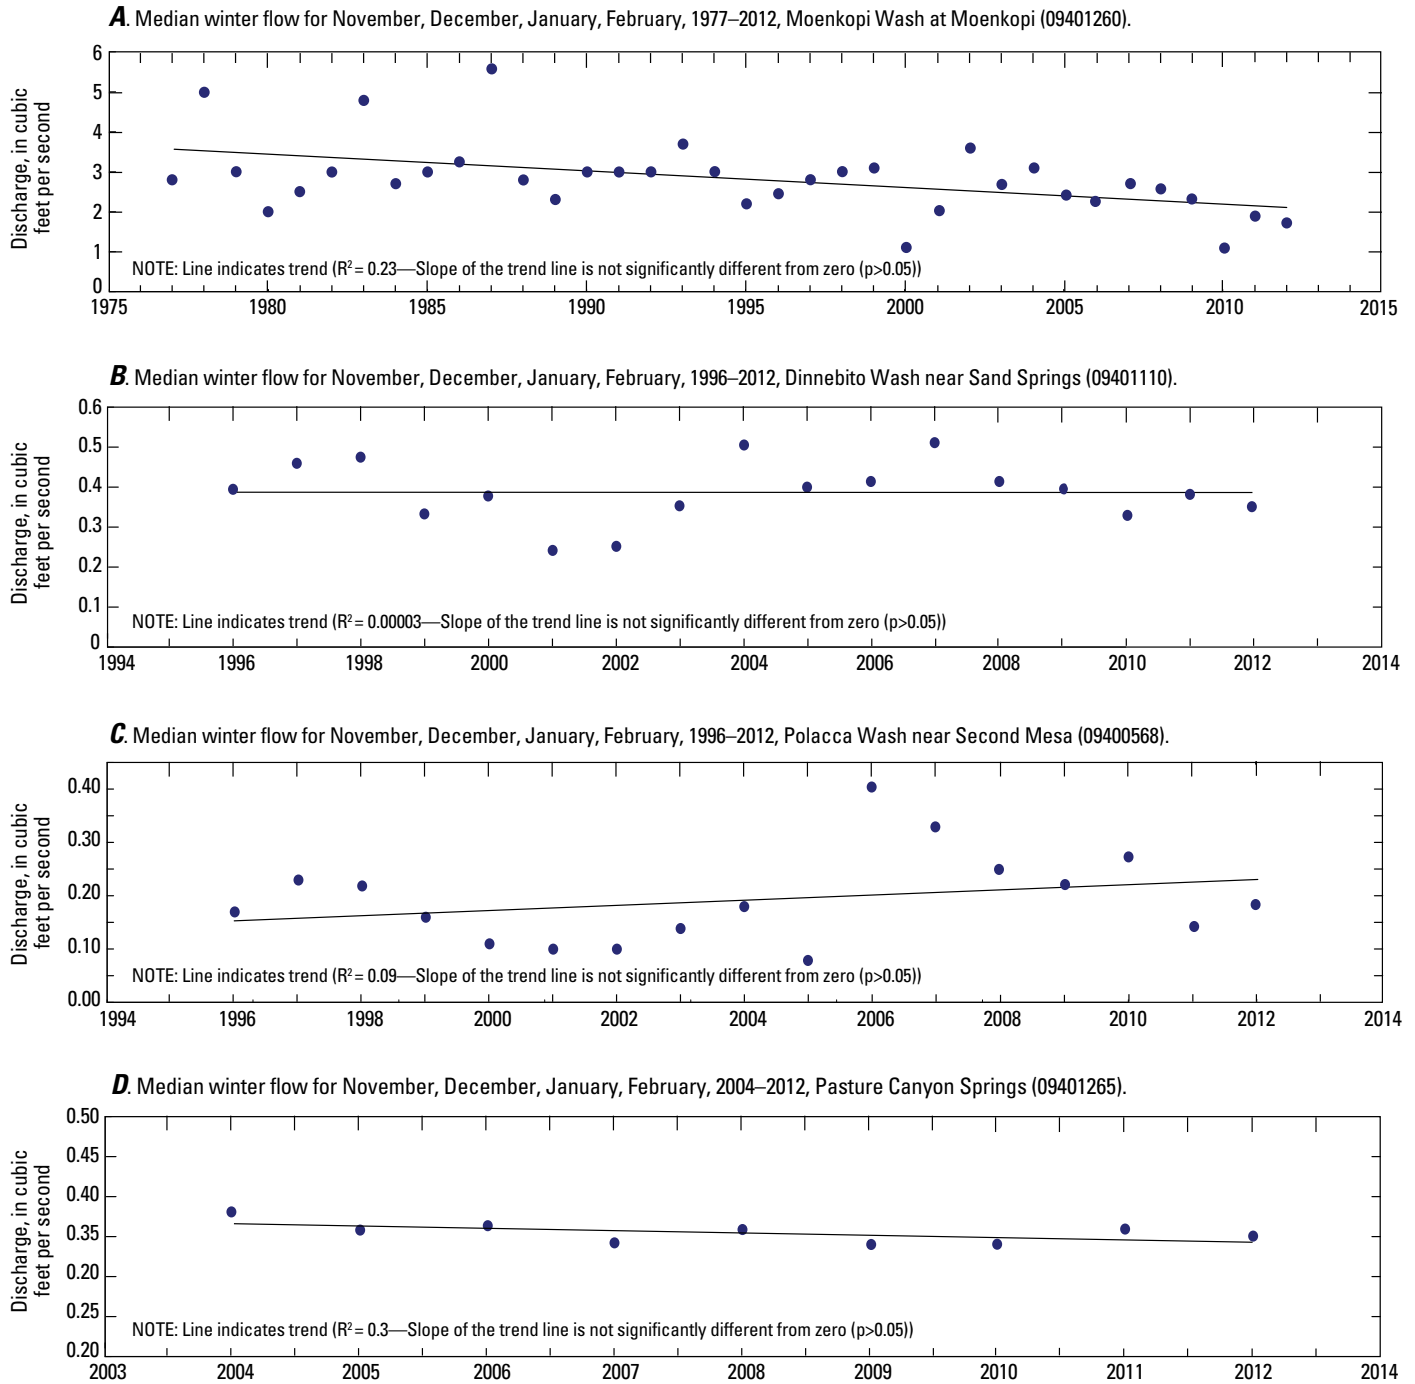 A. Median winter flow for November, December, January, February, 1977–2012, Moenkopi Wash at Moenkopi (09401260).
Discharge, in cubic
feet per second
6
5
4
3
2
1
0
NOTE: Line indicates trend (R² = 0.23—Slope of the trend line is not significantly different from zero (p>0.05))
1975 1980 1985 1990 1995 2000 2005 2010 2015
B. Median winter flow for November, December, January, February, 1996–2012, Dinnebito Wash near Sand Springs (09401110).
Discharge, in cubic
feet per second
0.6
0.5
0.4
0.3
0.2
0.1
0
NOTE: Line indicates trend (R² = 0.00003—Slope of the trend line is not significantly different from zero (p>0.05))
1994 1996 1998 2000 2002 2004 2006 2008 2010 2012 2014
C. Median winter flow for November, December, January, February, 1996–2012, Polacca Wash near Second Mesa (09400568).
Discharge, in cubic
feet per second
0.40
0.30
0.20
0.10
0.00
NOTE: Line indicates trend (R² = 0.09—Slope of the trend line is not significantly different from zero (p>0.05))
1994 1996 1998 2000 2002 2004 2006 2008 2010 2012 2014
D. Median winter flow for November, December, January, February, 2004–2012, Pasture Canyon Springs (09401265).
Discharge, in cubic
feet per second
0.50
0.45
0.40
0.35
0.20
0.25
0.20
NOTE: Line indicates trend (R² = 0.3—Slope of the trend line is not significantly different from zero (p>0.05))
2003 2004 2005 2006 2007 2008 2009 2010 2011 2012 2014